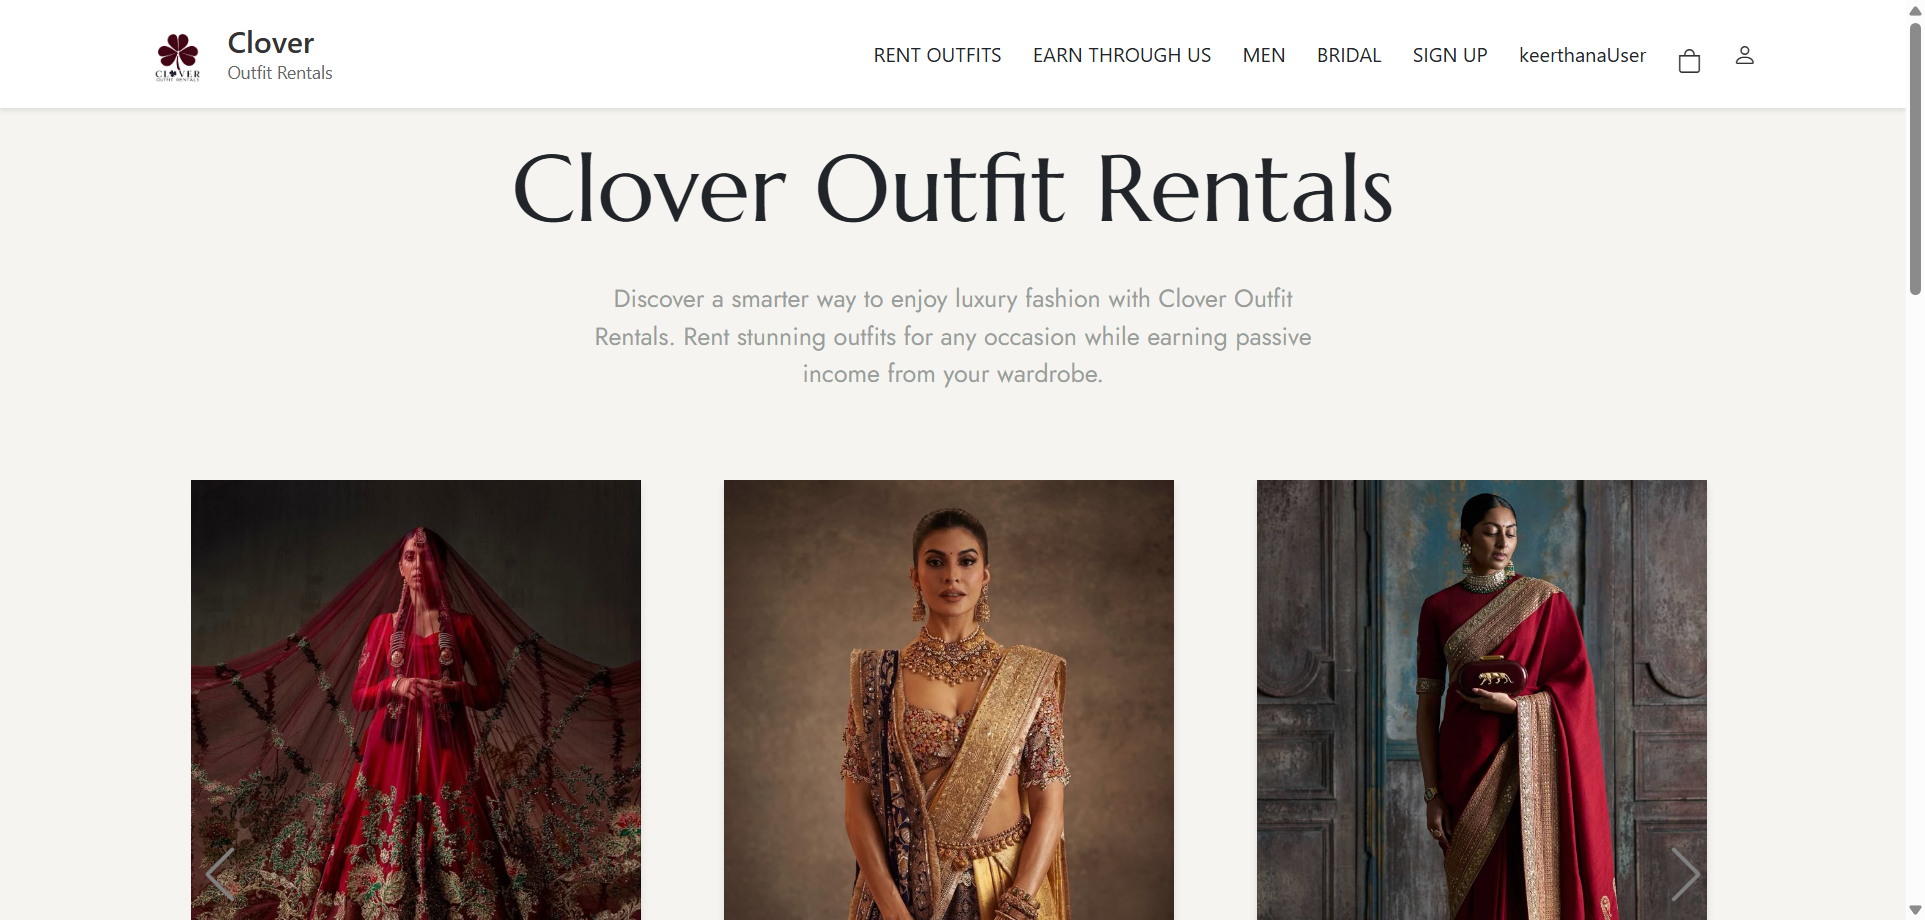 CLOVER
OUTFIT RENTALS
Clover
Outfit Rentals
RENT OUTFITS
EARN THROUGH US
MEN
BRIDAL
SIGN UP
keerthanaUser
Clover Outfit Rentals
Discover a smarter way to enjoy luxury fashion with Clover Outfit
Rentals. Rent stunning outfits for any occasion while earning passive
income from your wardrobe.